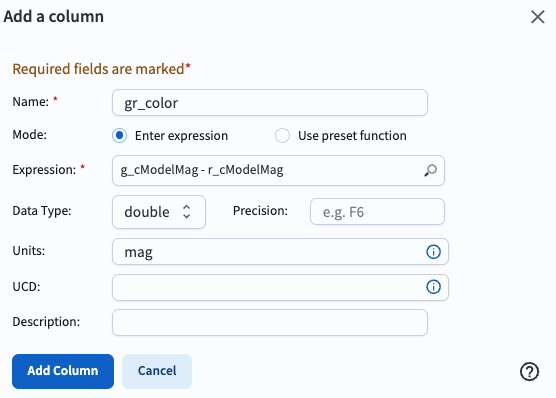 Add a column
Required fields are marked*
Name: * gr_color
Mode: Enter expression Use preset function
Expression: * g_cModelMag - r_cModelMag
Data Type: double Precision: e.g. F6
Units: mag
UCD:
Description:
Add Column Cancel